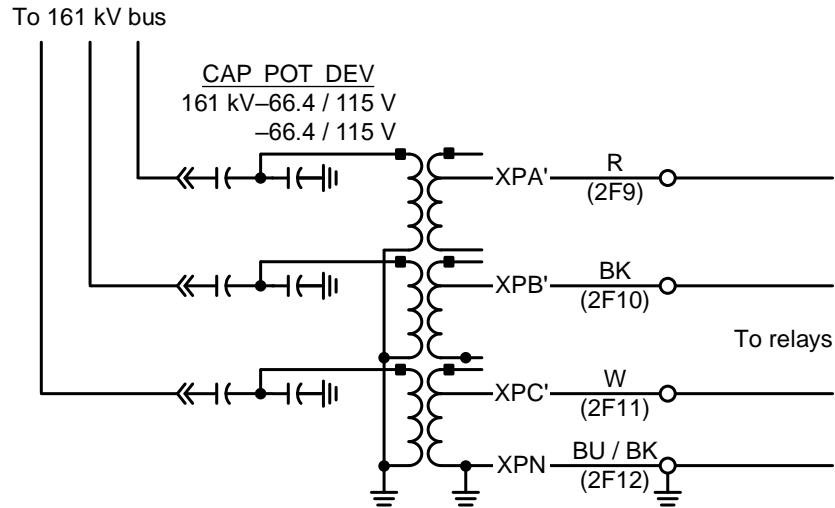 To 161 kV bus
CAP POT DEV
161 kV–66.4 / 115 V
–66.4 / 115 V
XPA' R
(2F9)
XPB' BK
(2F10)
To relays
XPC' W
(2F11)
XPN BU / BK
(2F12)